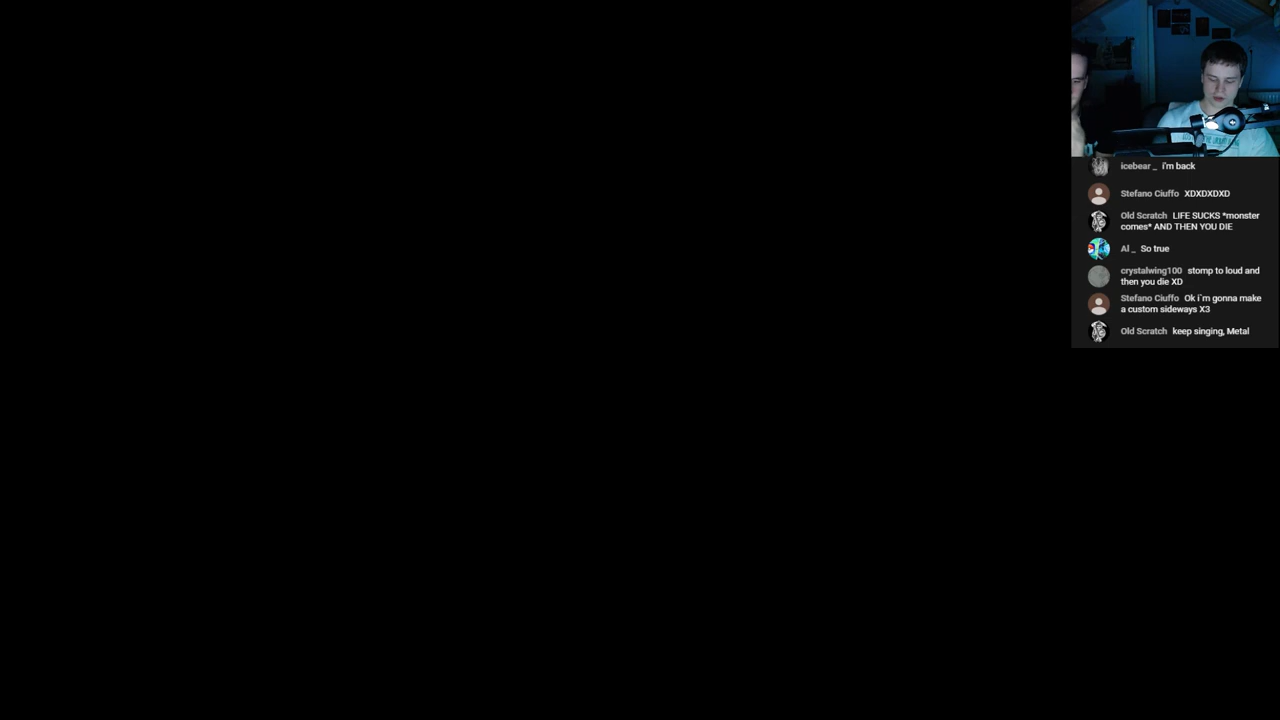 icebear _ i'm back
Stefano Ciuffo XDXDXDXD
Old Scratch LIFE SUCKS *monster
comes* AND THEN YOU DIE
Al _ So true
crystalwing100 stomp to loud and
then you die XD
Stefano Ciuffo Ok i`m gonna make
a custom sideways X3
Old Scratch keep singing, Metal